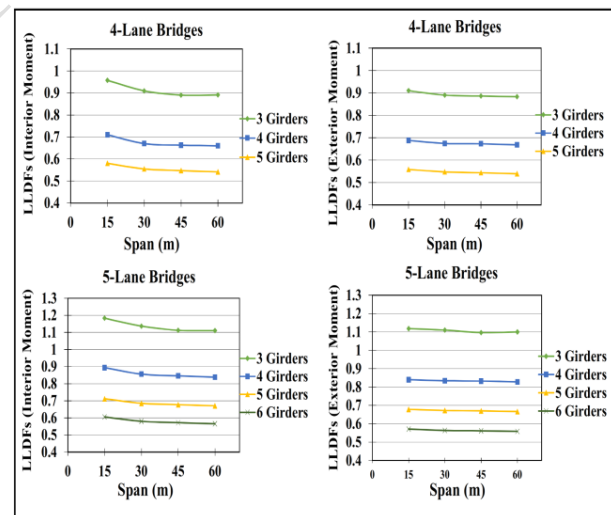 4-Lane Bridges
LLDFs (Interior Moment)
1.1
1
0.9
0.8
0.7
0.6
0.5
0.4
0 15 30 45 60
Span (m)
3 Girders
4 Girders
5 Girders
4-Lane Bridges
LLDFs (Exterior Moment)
1.1
1
0.9
0.8
0.7
0.6
0.5
0.4
0 15 30 45 60
Span (m)
3 Girders
4 Girders
5 Girders
5-Lane Bridges
LLDFs (Interior Moment)
1.3
1.2
1.1
1
0.9
0.8
0.7
0.6
0.5
0.4
0 15 30 45 60
Span (m)
3 Girders
4 Girders
5 Girders
6 Girders
5-Lane Bridges
LLDFs (Exterior Moment)
1.3
1.2
1.1
1
0.9
0.8
0.7
0.6
0.5
0.4
0 15 30 45 60
Span (m)
3 Girders
4 Girders
5 Girders
6 Girders